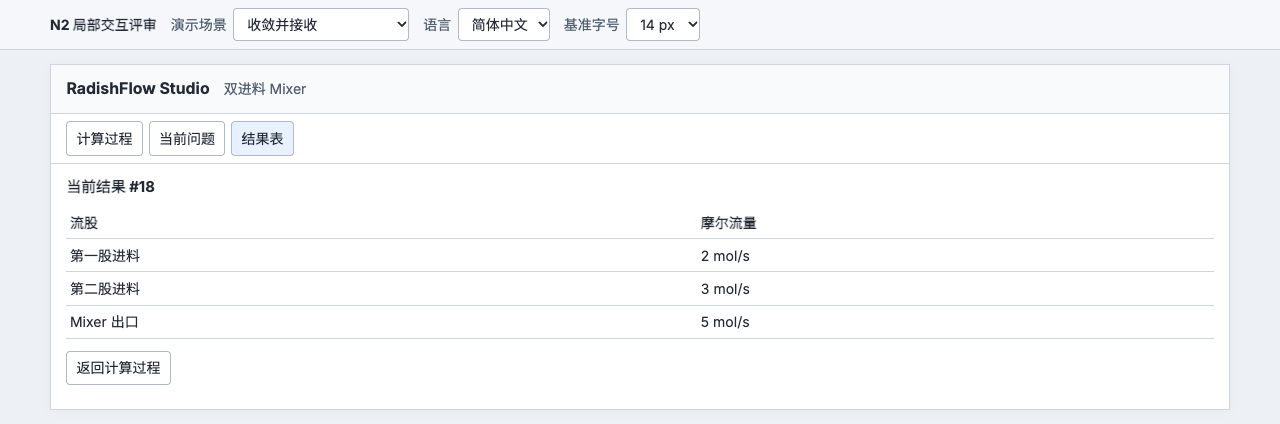 N2 局部交互评审 演示场景 收敛并接收 语言 简体中文 基准字号 14 px
RadishFlow Studio 双进料 Mixer
计算过程 当前问题 结果表
当前结果 #18
流股 摩尔流量
第一股进料 2 mol/s
第二股进料 3 mol/s
Mixer 出口 5 mol/s
返回计算过程